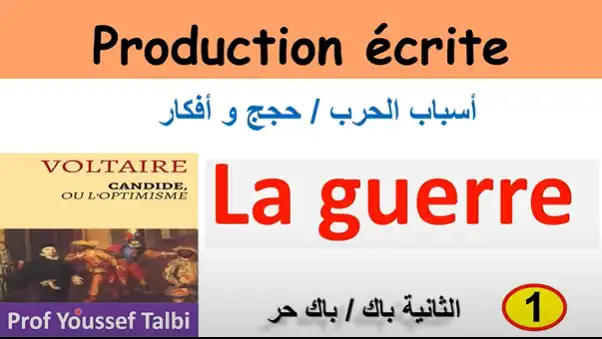 Production écrite
أسباب الحرب / حجج و أفكار
VOLTAIRE
CANDIDE,
OU L'OPTIMISME
La guerre
Prof Youssef Talbi
الثانية باك / باك حر
1